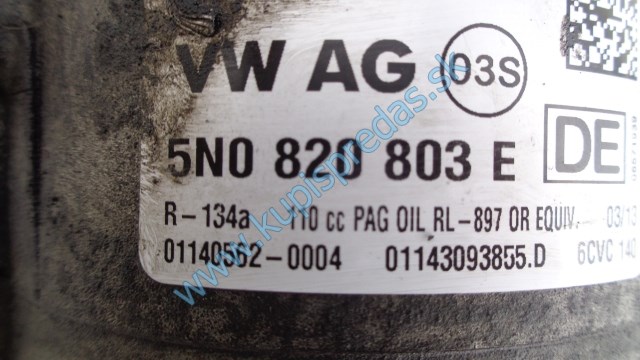 VW AG 03S
5N0 820 803 E DE
R-134a 110 cc PAG OIL RL-897 OR EQUIV. 03/13
01140562-0004 01143093855.D 6CVC 140
www.kupispredas.sk